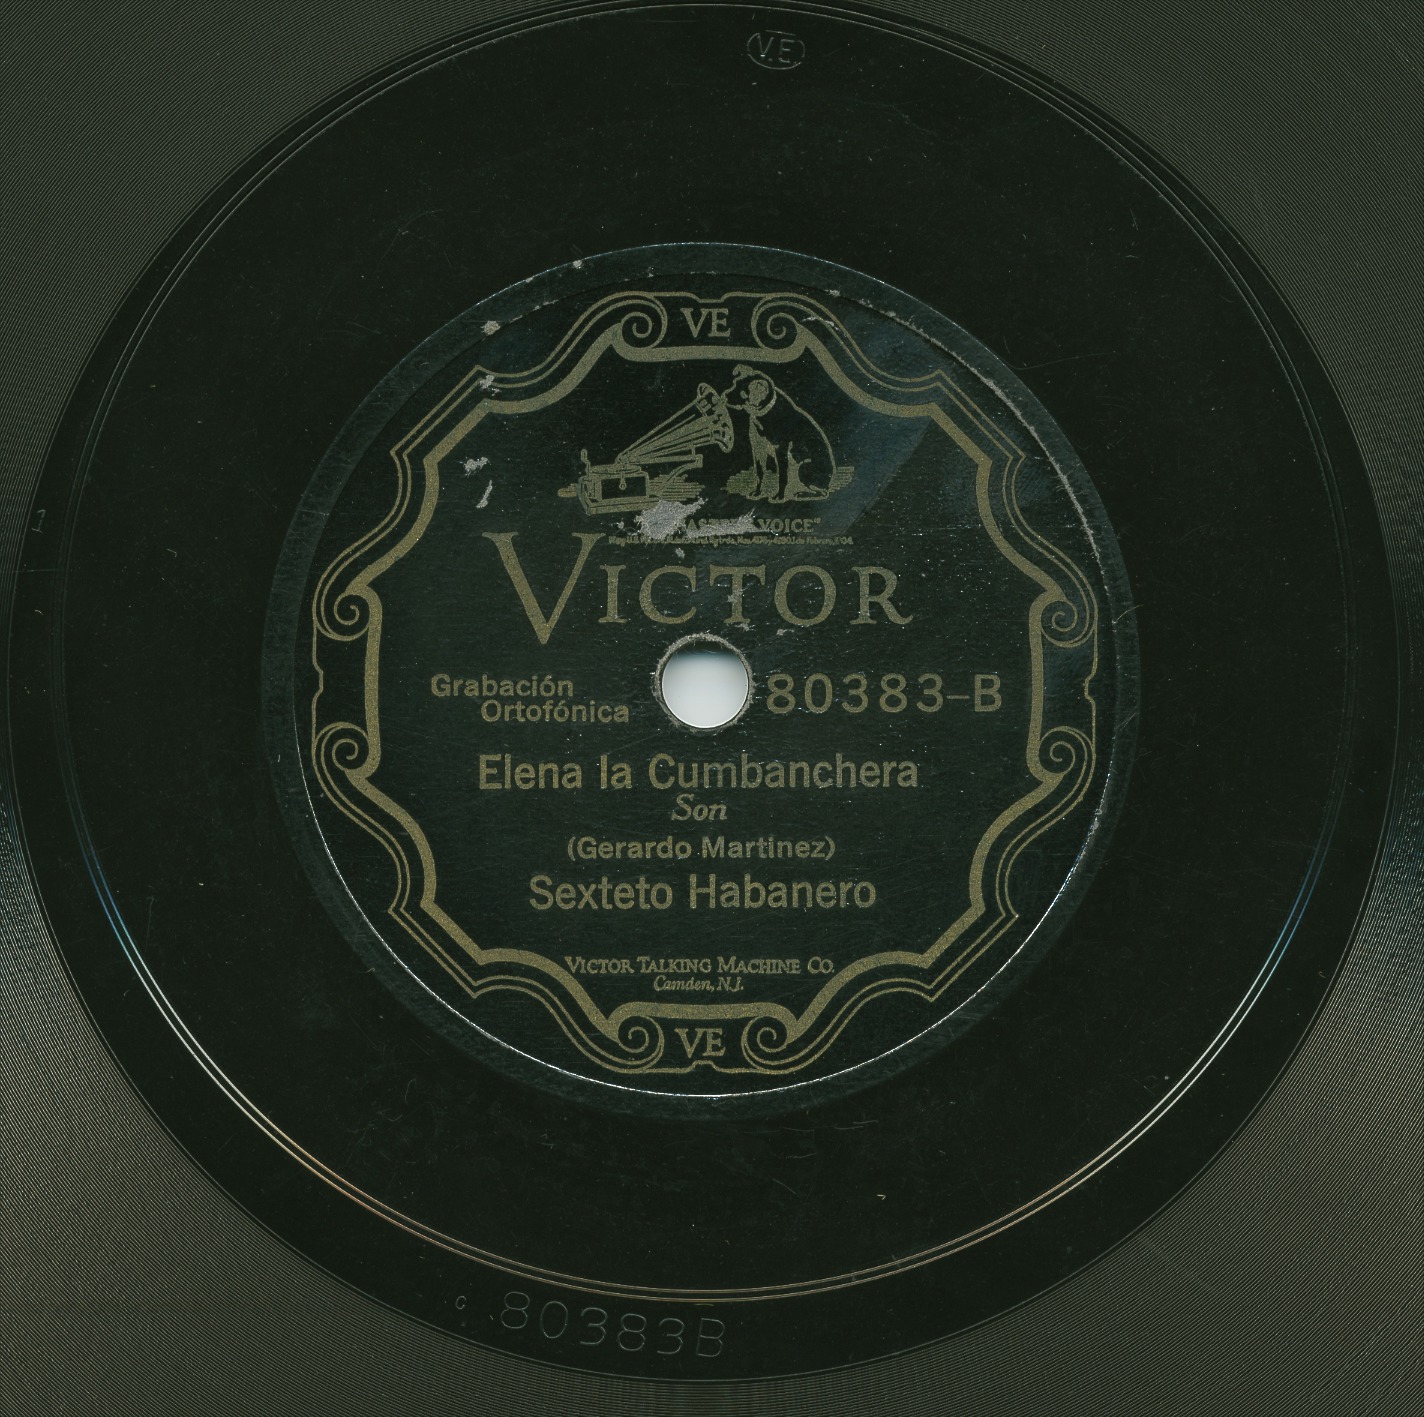 V.E.
VE
VOICE"
VICTOR
Grabación
Ortofónica
80383-B
Elena la Cumbanchera
Son
(Gerardo Martinez)
Sexteto Habanero
VICTOR TALKING MACHINE CO.
Camden, N.J.
VE
80383B